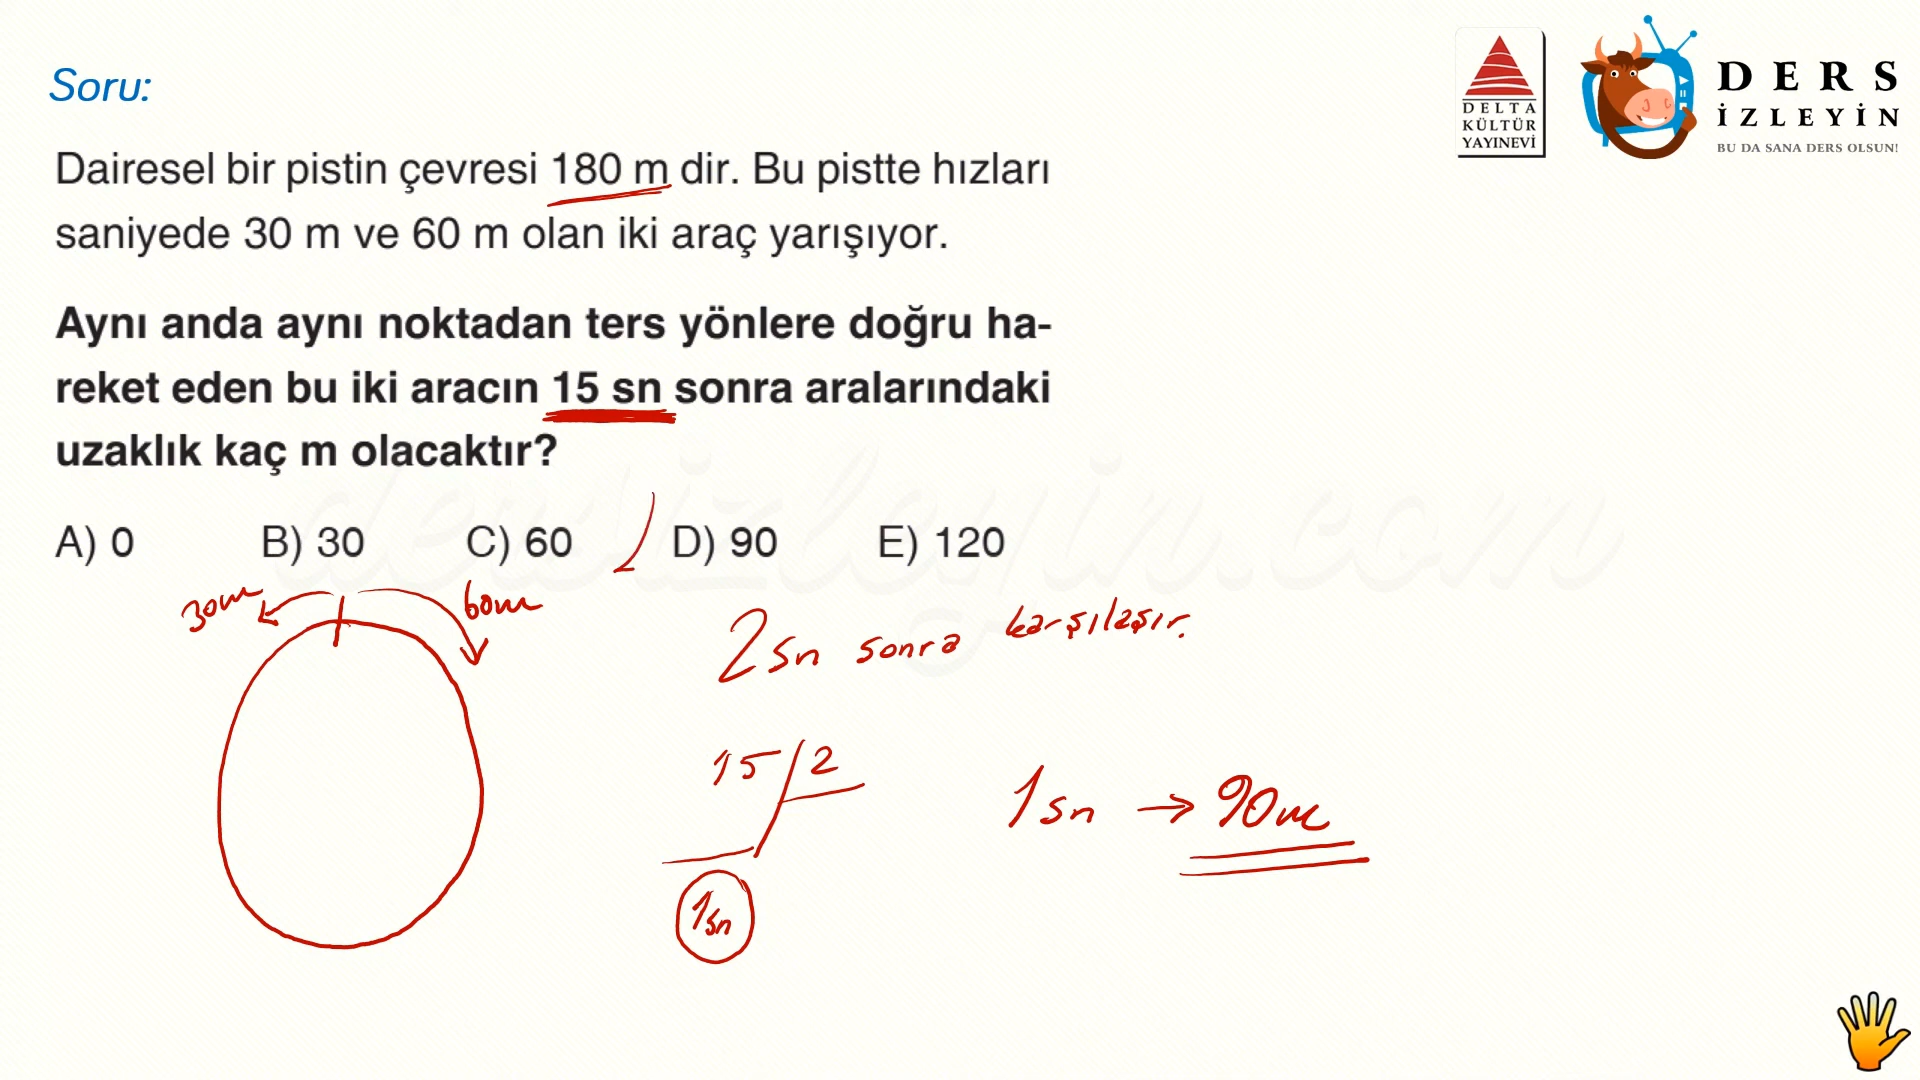 Soru:
DELTA
KÜLTÜR
YAYINEVİ
DERS
İZLEYİN
BU DA SANA DERS OLSUN!
Dairesel bir pistin çevresi 180 m dir. Bu pistte hızları
saniyede 30 m ve 60 m olan iki araç yarışıyor.
Aynı anda aynı noktadan ters yönlere doğru ha-
reket eden bu iki aracın 15 sn sonra aralarındaki
uzaklık kaç m olacaktır?
dersizleyin.com
A) 0 B) 30 C) 60 D) 90 E) 120
30m 60m
2sn sonra karşılaşır.
15 2
1sn → 90m
1sn